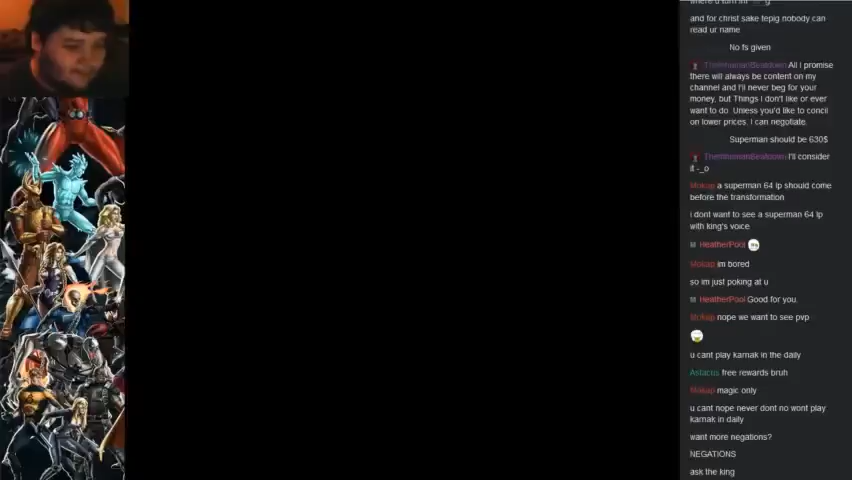 and for christ sake tepig nobody can
read ur name
No fs given
All I promise
there will always be content on my
channel and I'll never beg for your
money, but Things I don't like or ever
want to do. Unless you'd like to concil
on lower prices, I can negotiate.
Superman should be 630$
I'll consider
it -_o
a superman 64 lp should come
before the transformation
i dont want to see a superman 64 lp
with king's voice
HeatherPool
im bored
so im just poking at u
HeatherPool Good for you.
nope we want to see pvp
u cant play karnak in the daily
Astacus free rewards bruh
magic only
u cant nope never dont no wont play
karnak in daily
want more negations?
NEGATIONS
ask the king